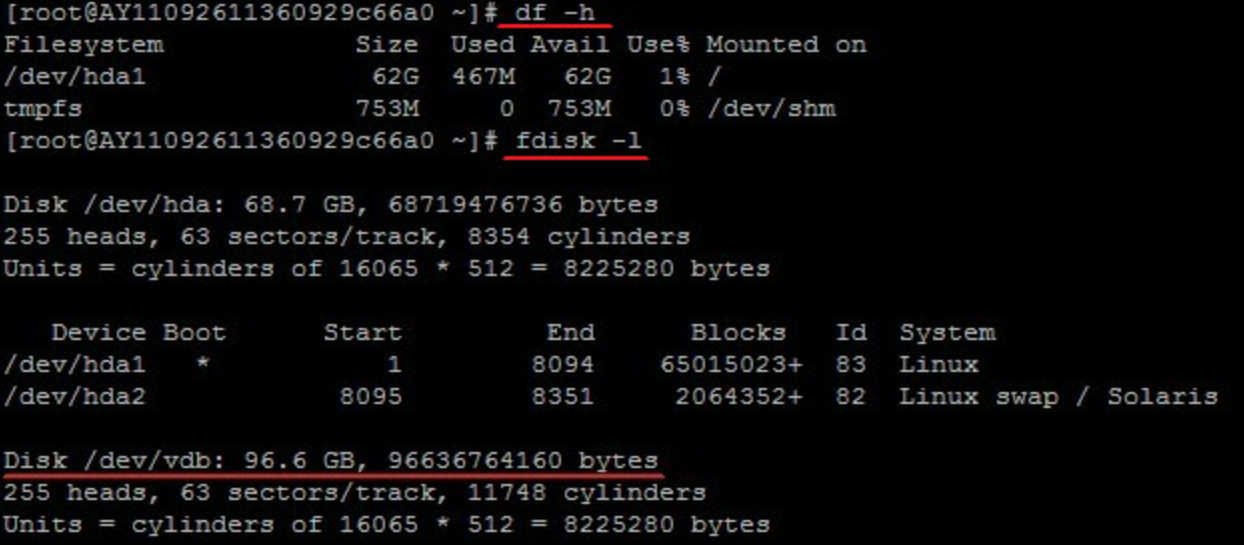 [root@AY11092611360929c66a0 ~]# df -h
Filesystem            Size  Used Avail Use% Mounted on
/dev/hda1              62G  467M   62G   1% /
tmpfs                 753M     0  753M   0% /dev/shm
[root@AY11092611360929c66a0 ~]# fdisk -l
Disk /dev/hda: 68.7 GB, 68719476736 bytes
255 heads, 63 sectors/track, 8354 cylinders
Units = cylinders of 16065 * 512 = 8225280 bytes
   Device Boot      Start         End      Blocks   Id  System
/dev/hda1   *           1        8094    65015023+  83  Linux
/dev/hda2            8095        8351     2064352+  82  Linux swap / Solaris
Disk /dev/vdb: 96.6 GB, 96636764160 bytes
255 heads, 63 sectors/track, 11748 cylinders
Units = cylinders of 16065 * 512 = 8225280 bytes